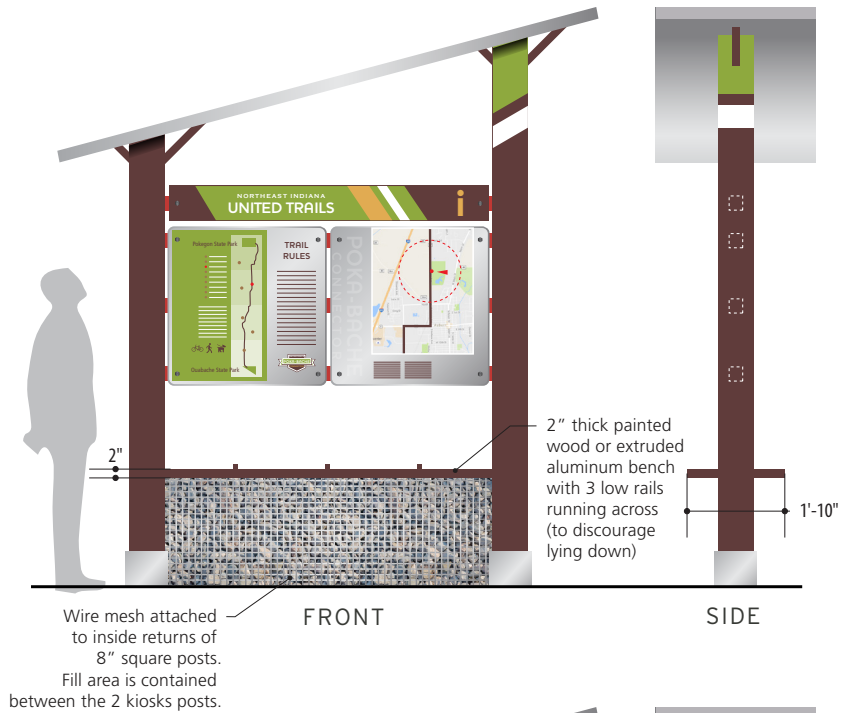 NORTHEAST INDIANA
UNITED TRAILS
i
Pokagon State Park
TRAIL
RULES
Ouabache State Park
POKA-BACHE
2"
2” thick painted
wood or extruded
aluminum bench
with 3 low rails
running across
(to discourage
lying down)
1'-10"
Wire mesh attached
to inside returns of
8” square posts.
Fill area is contained
between the 2 kiosks posts.
FRONT
SIDE